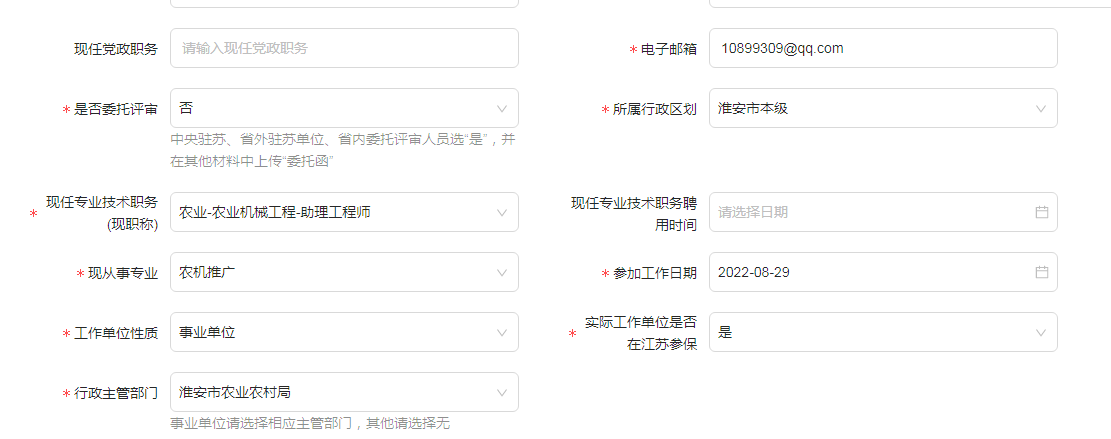 现任党政职务
请输入现任党政职务
* 电子邮箱
10899309@qq.com
* 是否委托评审
否
* 所属行政区划
淮安市本级
中央驻苏、省外驻苏单位、省内委托评审人员选“是”，并
在其他材料中上传“委托函”
* 现任专业技术职务
(现职称)
农业-农业机械工程-助理工程师
现任专业技术职务聘
用时间
请选择日期
* 现从事专业
农机推广
* 参加工作日期
2022-08-29
* 工作单位性质
事业单位
* 实际工作单位是否
在江苏参保
是
* 行政主管部门
淮安市农业农村局
事业单位请选择相应主管部门，其他请选择无